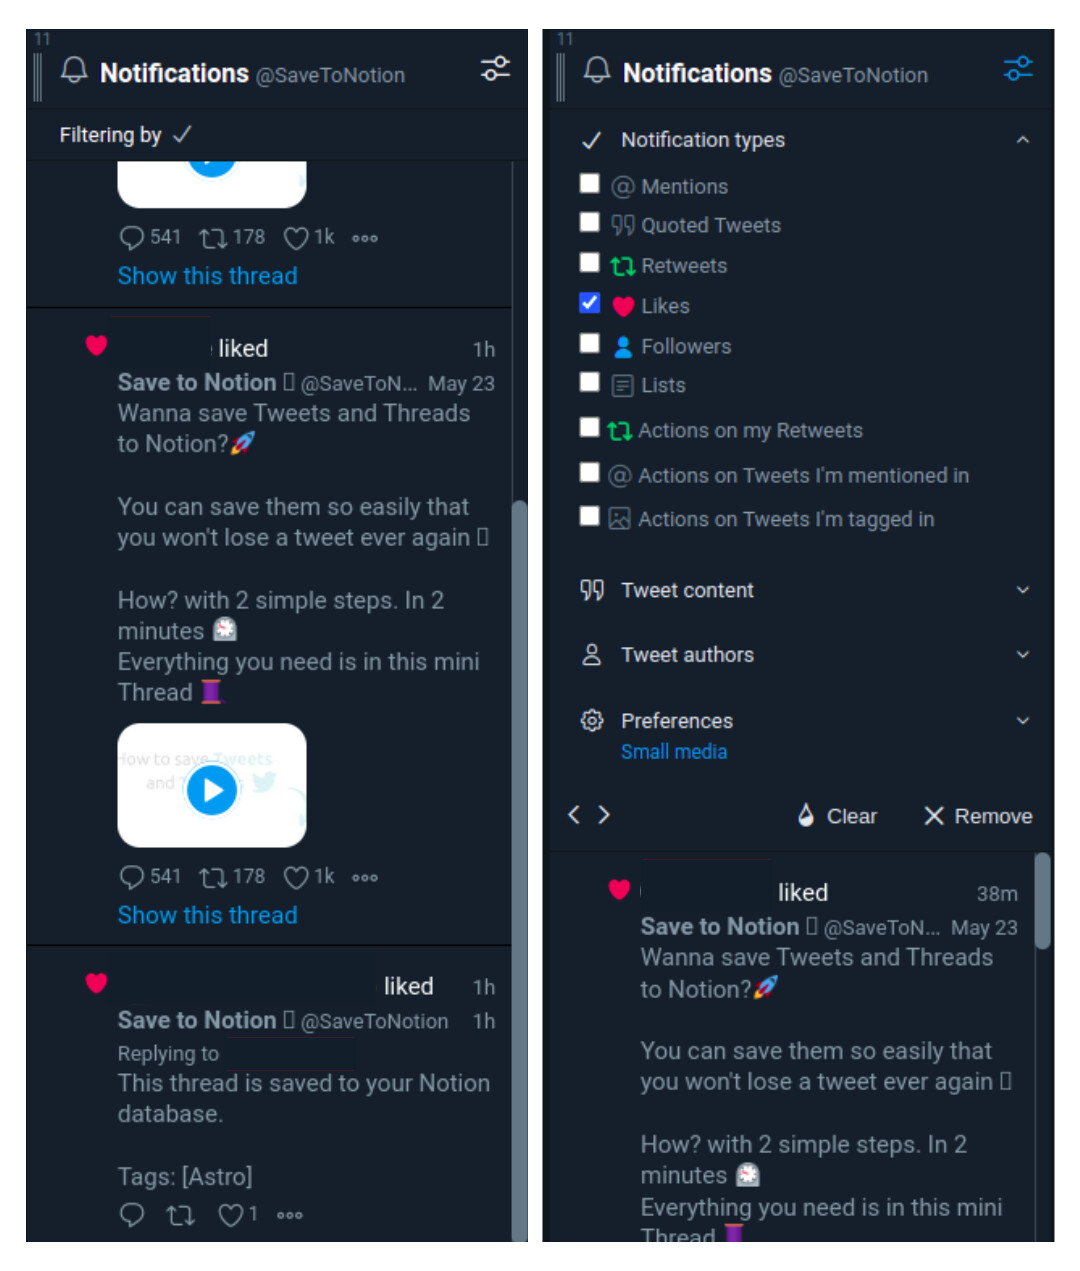 11
Notifications @SaveToNotion
Filtering by
541 178 1k
Show this thread
liked 1h
Save to Notion @SaveToN... May 23
Wanna save Tweets and Threads
to Notion?🚀
You can save them so easily that
you won't lose a tweet ever again
How? with 2 simple steps. In 2
minutes
Everything you need is in this mini
Thread 🧵
How to save Tweets
and
541 178 1k
Show this thread
liked 1h
Save to Notion @SaveToNotion 1h
Replying to
This thread is saved to your Notion
database.
Tags: [Astro]
1
11
Notifications @SaveToNotion
Notification types
Mentions
Quoted Tweets
Retweets
Likes
Followers
Lists
Actions on my Retweets
@ Actions on Tweets I'm mentioned in
Actions on Tweets I'm tagged in
Tweet content
Tweet authors
Preferences
Small media
Clear Remove
liked 38m
Save to Notion @SaveToN... May 23
Wanna save Tweets and Threads
to Notion?🚀
You can save them so easily that
you won't lose a tweet ever again
How? with 2 simple steps. In 2
minutes
Everything you need is in this mini
Thread 🧵